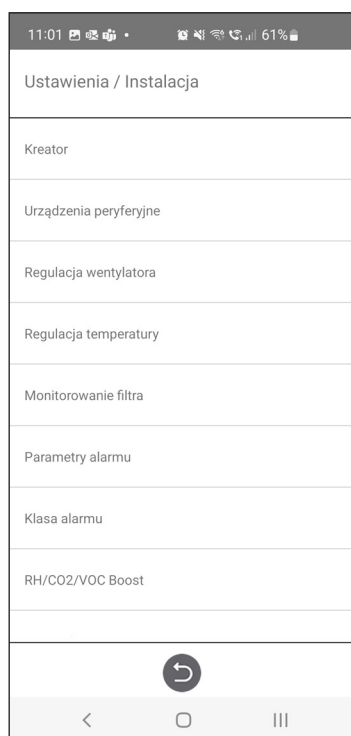 11:01 61%
Ustawienia / Instalacja
Kreator
Urządzenia peryferyjne
Regulacja wentylatora
Regulacja temperatury
Monitorowanie filtra
Parametry alarmu
Klasa alarmu
RH/CO2/VOC Boost